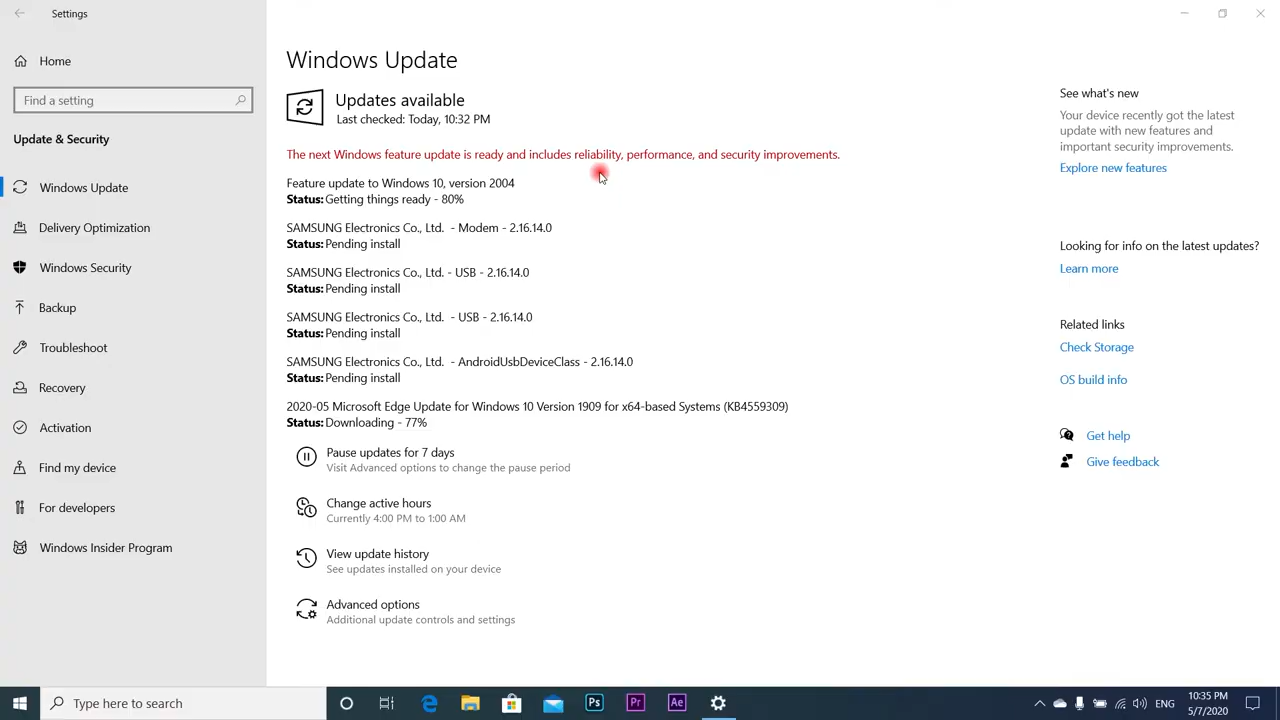 Settings
Home
Find a setting
Update & Security
Windows Update
Delivery Optimization
Windows Security
Backup
Troubleshoot
Recovery
Activation
Find my device
For developers
Windows Insider Program
Windows Update
Updates available
Last checked: Today, 10:32 PM
The next Windows feature update is ready and includes reliability, performance, and security improvements.
Feature update to Windows 10, version 2004
Status: Getting things ready - 80%
SAMSUNG Electronics Co., Ltd.  - Modem - 2.16.14.0
Status: Pending install
SAMSUNG Electronics Co., Ltd. - USB - 2.16.14.0
Status: Pending install
SAMSUNG Electronics Co., Ltd.  - USB - 2.16.14.0
Status: Pending install
SAMSUNG Electronics Co., Ltd.  - AndroidUsbDeviceClass - 2.16.14.0
Status: Pending install
2020-05 Microsoft Edge Update for Windows 10 Version 1909 for x64-based Systems (KB4559309)
Status: Downloading - 77%
Pause updates for 7 days
Visit Advanced options to change the pause period
Change active hours
Currently 4:00 PM to 1:00 AM
View update history
See updates installed on your device
Advanced options
Additional update controls and settings
See what's new
Your device recently got the latest
update with new features and
important security improvements.
Explore new features
Looking for info on the latest updates?
Learn more
Related links
Check Storage
OS build info
Get help
Give feedback
Type here to search
Ps
Pr
Ae
ENG
10:35 PM
5/7/2020